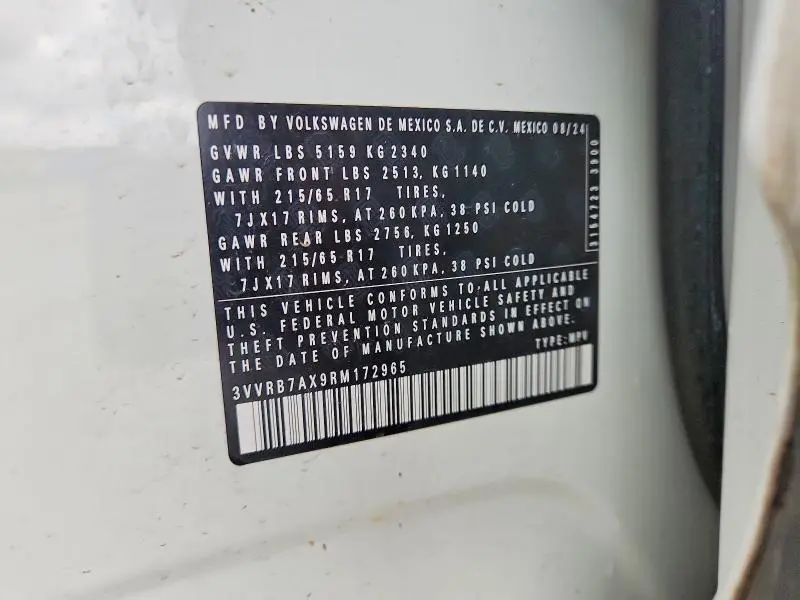 MFD BY VOLKSWAGEN DE MEXICO S.A. DE C.V. MEXICO 08/24
GVWR LBS 5159 KG 2340
GAWR FRONT LBS 2513, KG 1140
WITH 215/65 R17 TIRES,
7JX17 RIMS, AT 260 KPA, 38 PSI COLD
GAWR REAR LBS 2756, KG 1250
WITH 215/65 R17 TIRES,
7JX17 RIMS, AT 260 KPA, 38 PSI COLD
3154723 3900
THIS VEHICLE CONFORMS TO ALL APPLICABLE
U.S. FEDERAL MOTOR VEHICLE SAFETY AND
THEFT PREVENTION STANDARDS IN EFFECT ON
THE DATE OF MANUFACTURE SHOWN ABOVE.
TYPE: MPV
3VVRB7AX9RM172965